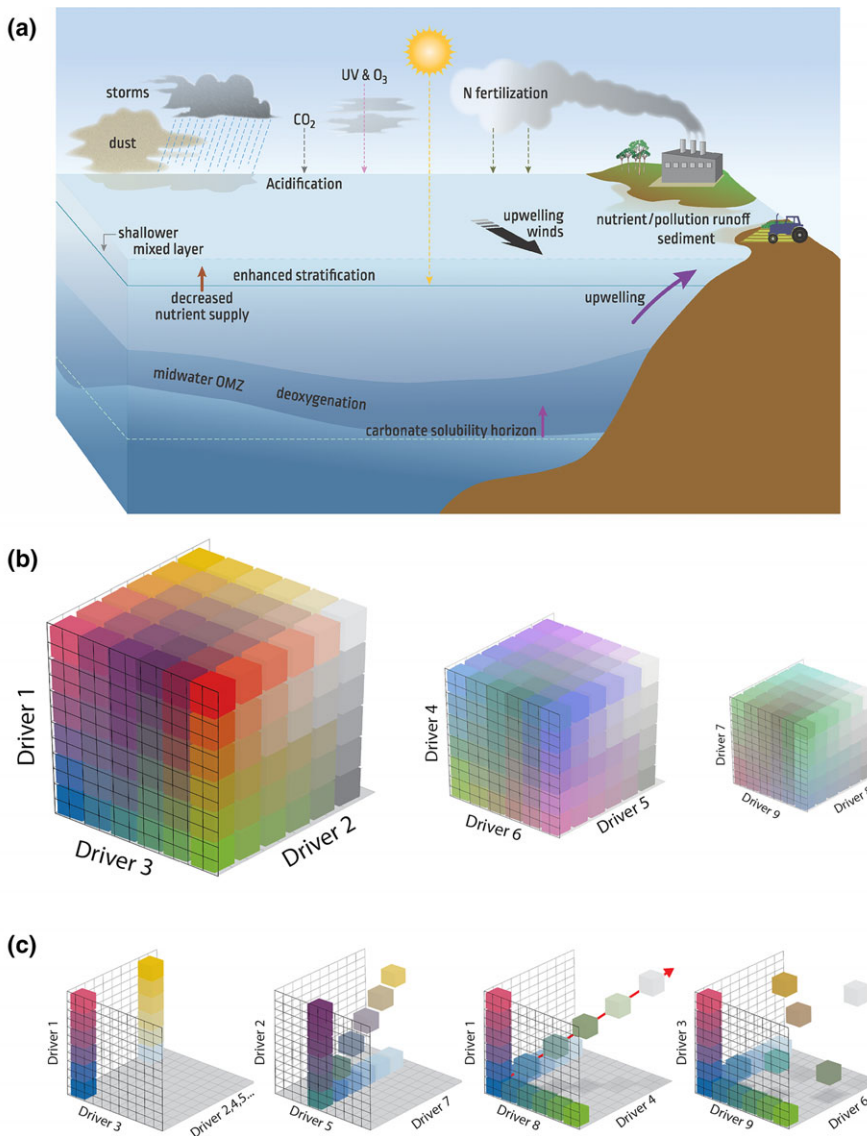 (a)
storms
dust
CO2
UV & O3
N fertilization
Acidification
shallower
mixed layer
upwelling
winds
nutrient/pollution runoff
sediment
enhanced stratification
decreased
nutrient supply
upwelling
midwater OMZ
deoxygenation
carbonate solubility horizon
(b)
Driver 1
Driver 3
Driver 2
Driver 4
Driver 6
Driver 5
Driver 7
Driver 9
Driver 8
(c)
Driver 1
Driver 3
Driver 2,4,5...
Driver 2
Driver 5
Driver 7
Driver 1
Driver 8
Driver 4
Driver 3
Driver 9
Driver 6